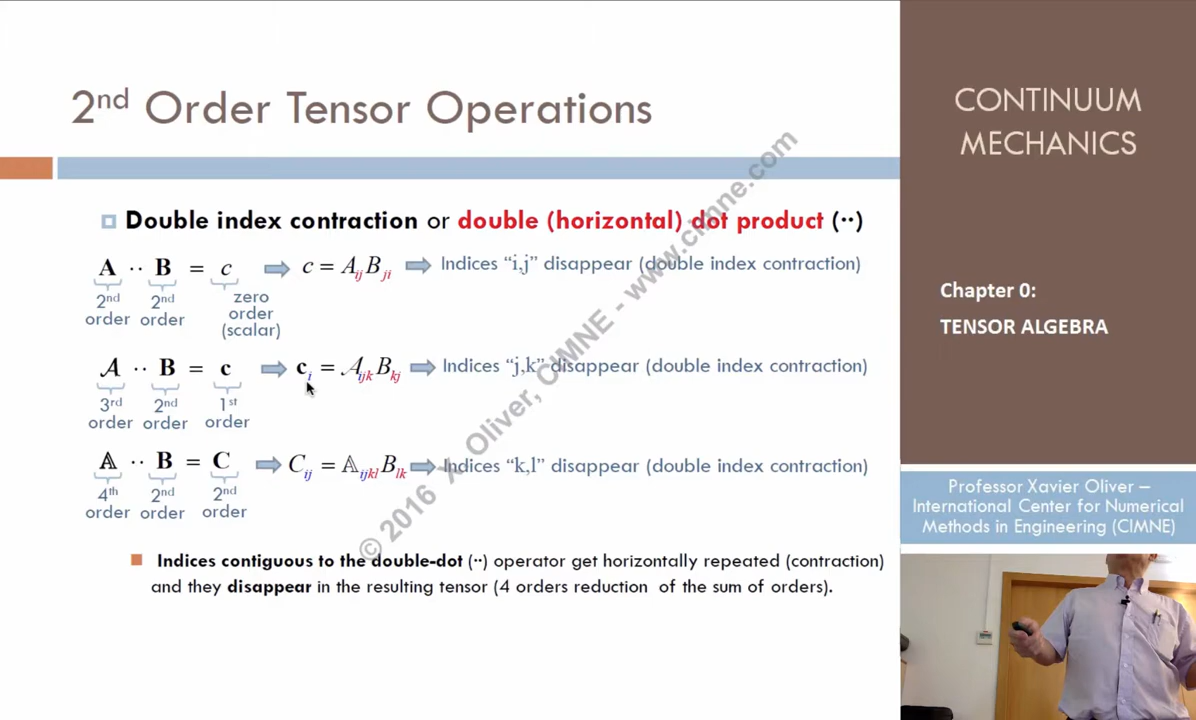 2nd Order Tensor Operations
Double index contraction or double (horizontal) dot product (··)
A ·· B = c ⇒ c = A_ij B_ji ⇒ Indices “i,j” disappear (double index contraction)
2nd order 2nd order zero order (scalar)
𝒜 ·· B = c ⇒ c_i = 𝒜_ijk B_kj ⇒ Indices “j,k” disappear (double index contraction)
3rd order 2nd order 1st order
𝔸 ·· B = C ⇒ C_ij = 𝔸_ijkl B_lk ⇒ Indices “k,l” disappear (double index contraction)
4th order 2nd order 2nd order
Indices contiguous to the double-dot (··) operator get horizontally repeated (contraction)
and they disappear in the resulting tensor (4 orders reduction of the sum of orders).
© 2016 X. Oliver, CIMNE - www.cimne.com
CONTINUUM
MECHANICS
Chapter 0:
TENSOR ALGEBRA
Professor Xavier Oliver –
International Center for Numerical
Methods in Engineering (CIMNE)